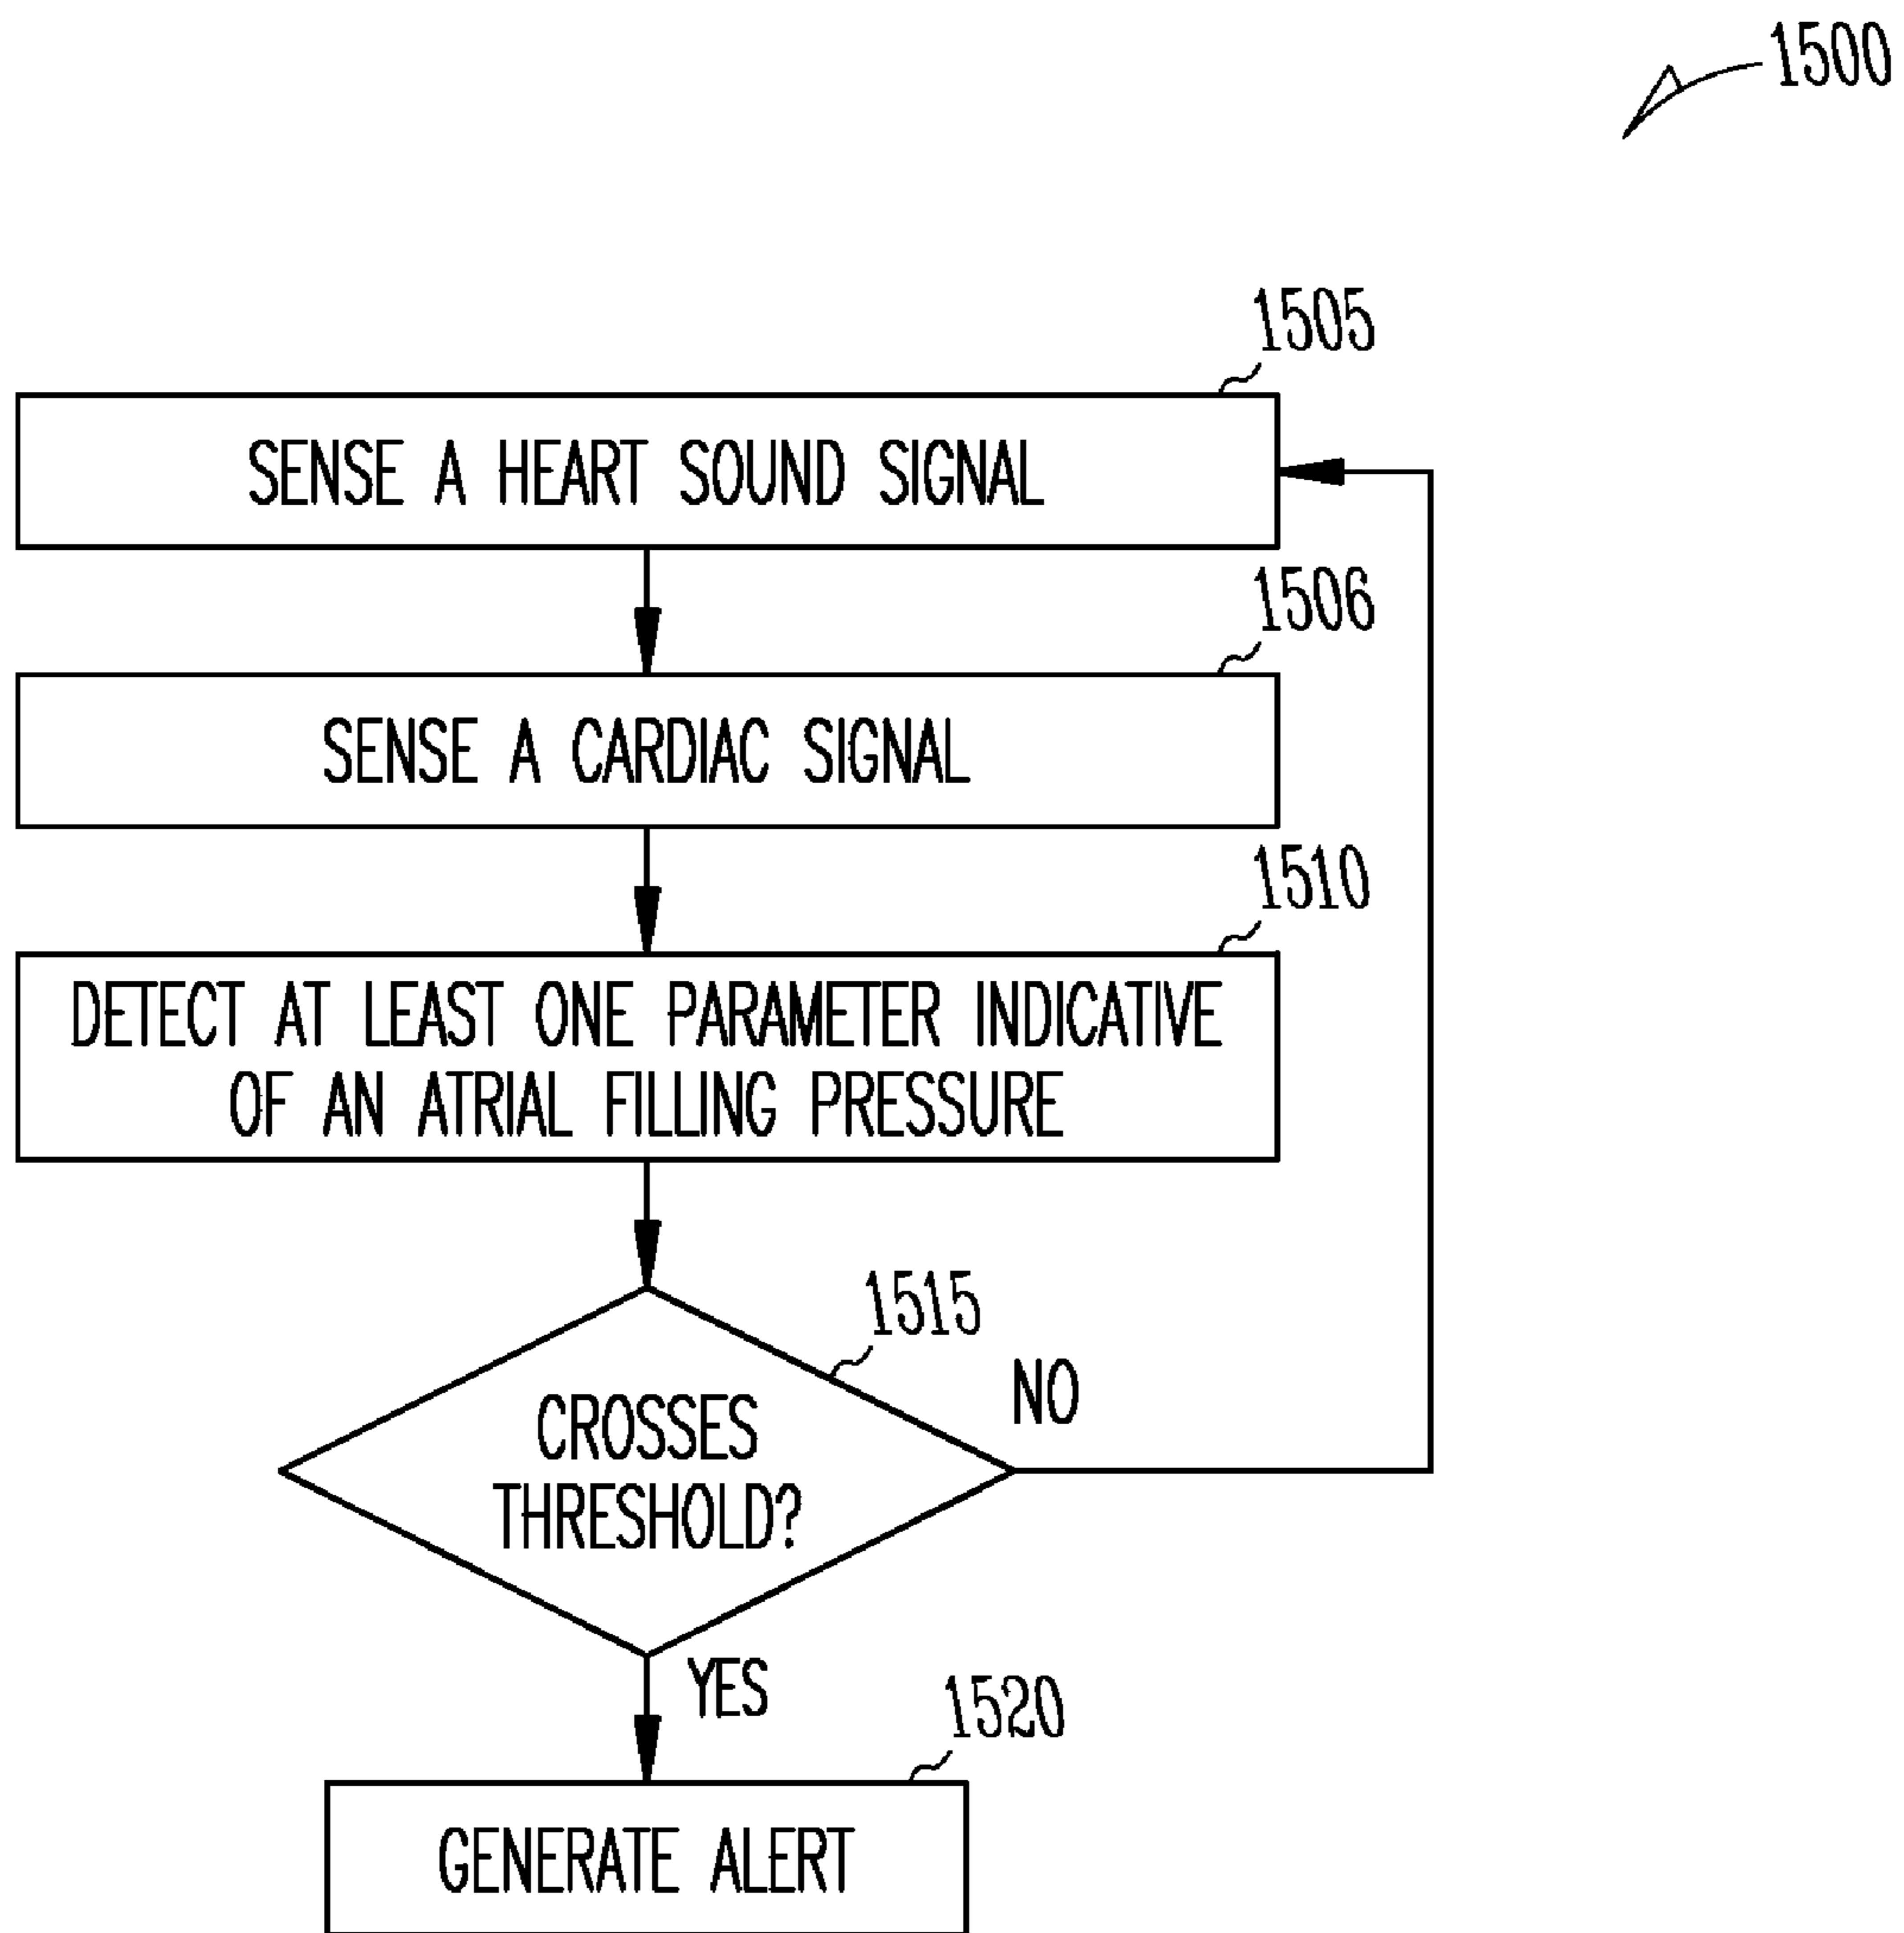 1500
1505
SENSE A HEART SOUND SIGNAL
1506
SENSE A CARDIAC SIGNAL
1510
DETECT AT LEAST ONE PARAMETER INDICATIVE
OF AN ATRIAL FILLING PRESSURE
1515
CROSSES
THRESHOLD?
NO
YES
1520
GENERATE ALERT